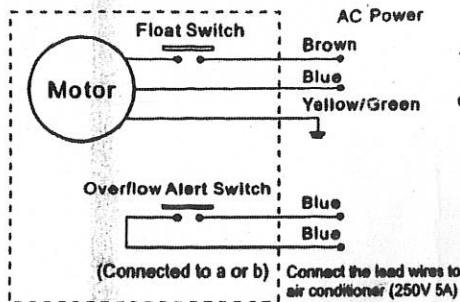 AC Power
Float Switch
Brown
Blue
Motor
Yellow/Green
Overflow Alert Switch
Blue
Blue
(Connected to a or b)
Connect the lead wires to
air conditioner (250V 5A)